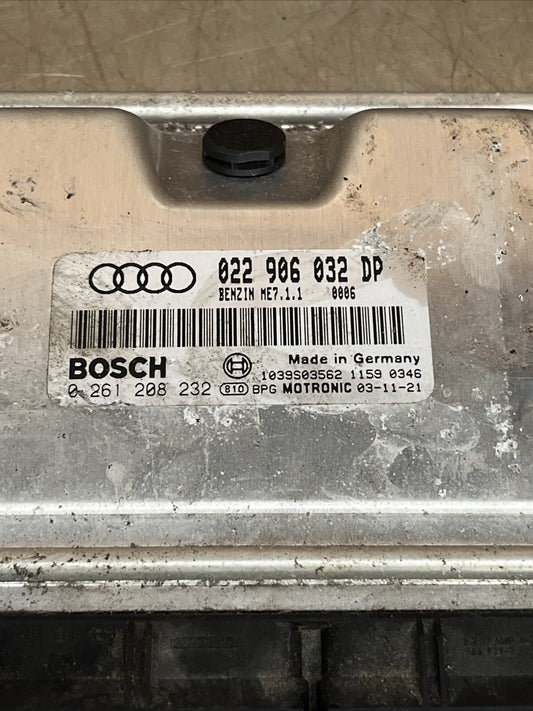 022 906 032 DP
BENZIN ME7.1.1 0006
BOSCH
Made in Germany
1039S03562 1159 0346
0 261 208 232 B10 BPG MOTRONIC 03-11-21